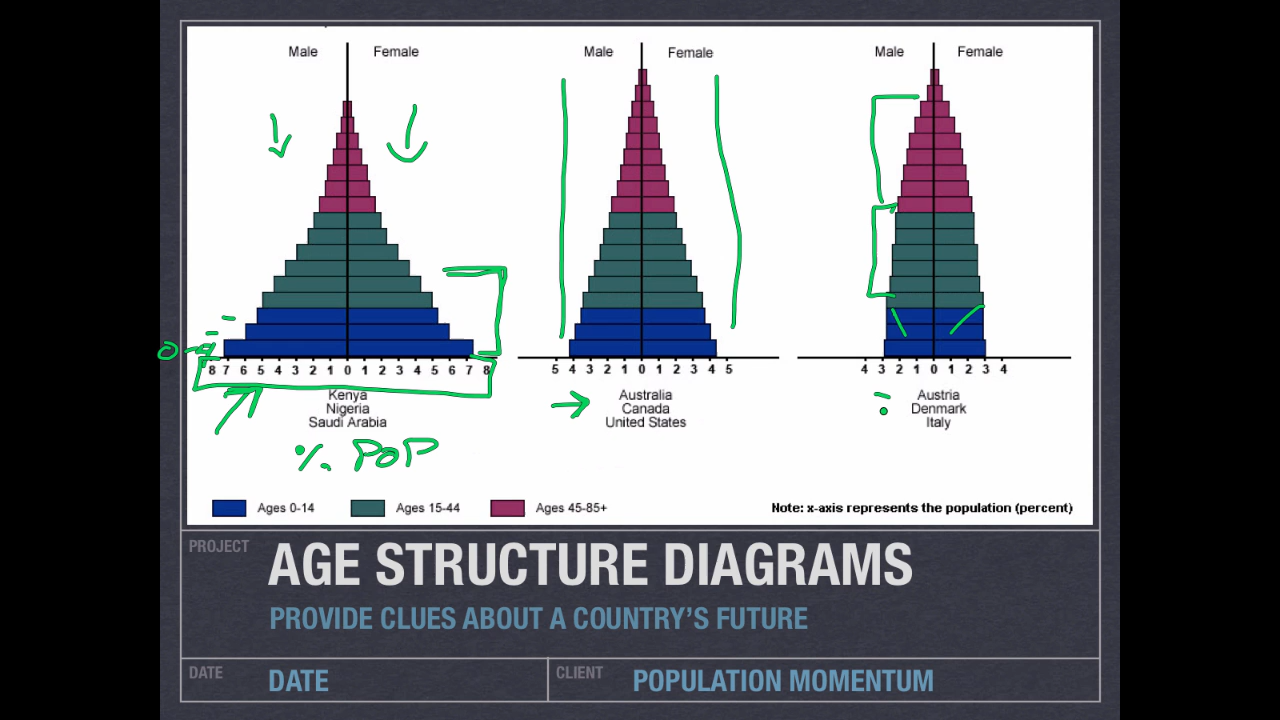 Male Female
Male Female
Male Female
0-4
8 7 6 5 4 3 2 1 0 1 2 3 4 5 6 7 8
5 4 3 2 1 0 1 2 3 4 5
4 3 2 1 0 1 2 3 4
Kenya
Nigeria
Saudi Arabia
Australia
Canada
United States
Austria
Denmark
Italy
% POP
Ages 0-14
Ages 15-44
Ages 45-85+
Note: x-axis represents the population (percent)
PROJECT
AGE STRUCTURE DIAGRAMS
PROVIDE CLUES ABOUT A COUNTRY'S FUTURE
DATE
DATE
CLIENT
POPULATION MOMENTUM